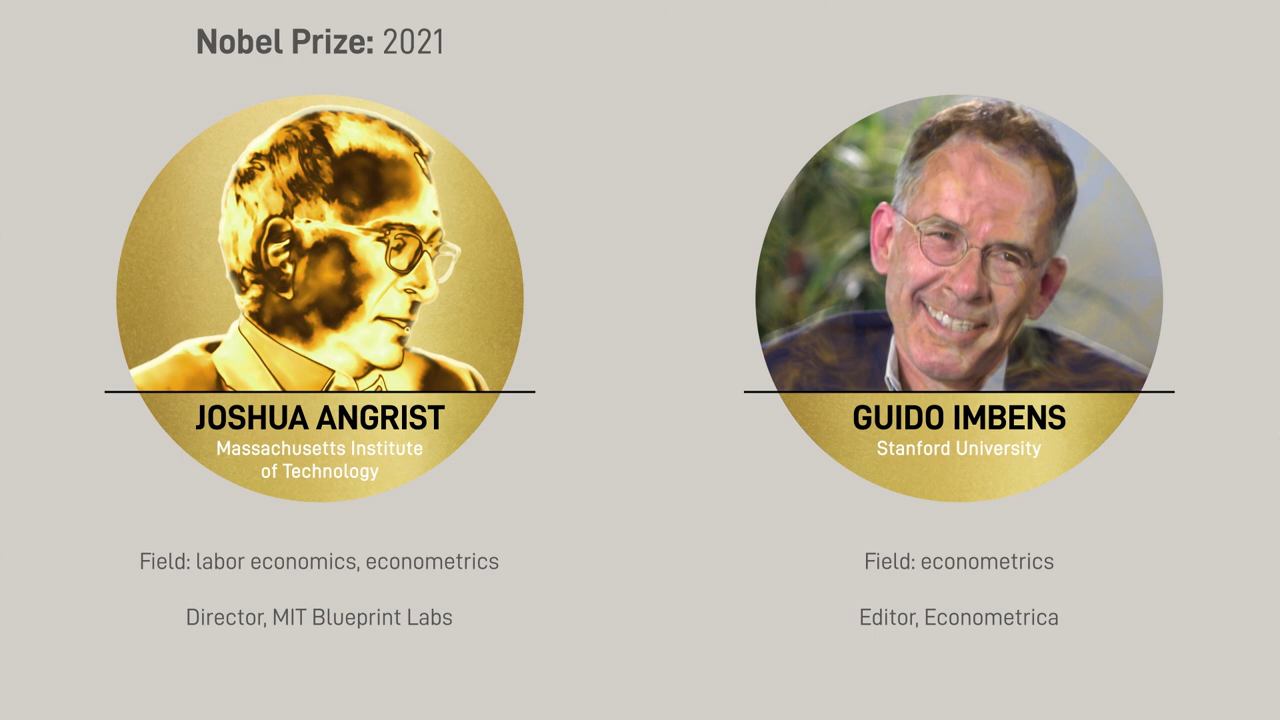 Nobel Prize: 2021
JOSHUA ANGRIST
Massachusetts Institute
of Technology
Field: labor economics, econometrics
Director, MIT Blueprint Labs
GUIDO IMBENS
Stanford University
Field: econometrics
Editor, Econometrica